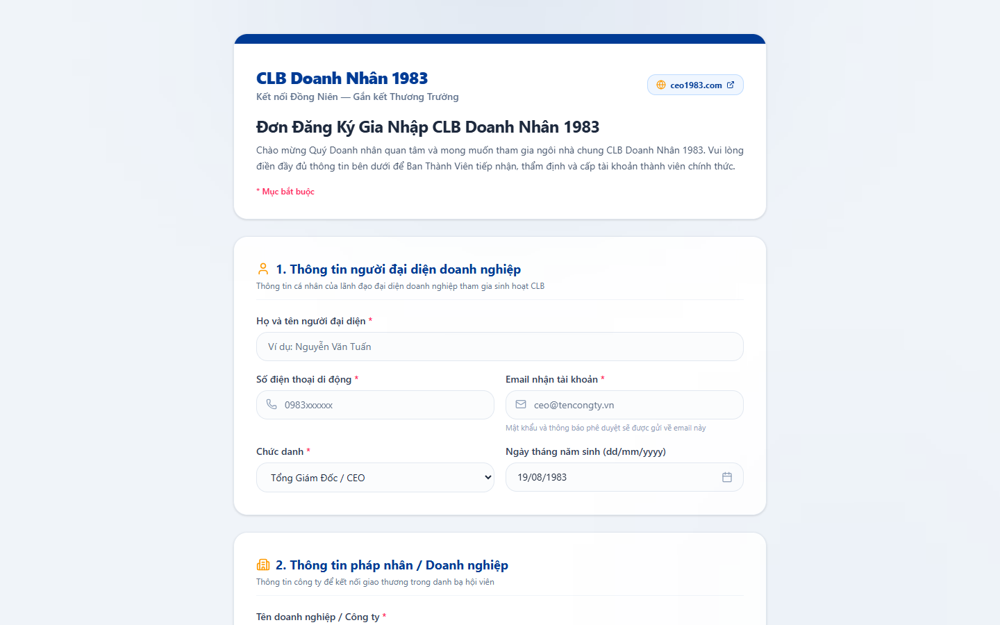 CLB Doanh Nhân 1983
Kết nối Đồng Niên — Gắn kết Thương Trường
ceo1983.com
Đơn Đăng Ký Gia Nhập CLB Doanh Nhân 1983
Chào mừng Quý Doanh nhân quan tâm và mong muốn tham gia ngôi nhà chung CLB Doanh Nhân 1983. Vui lòng
điền đầy đủ thông tin bên dưới để Ban Thành Viên tiếp nhận, thẩm định và cấp tài khoản thành viên chính thức.
* Mục bắt buộc
1. Thông tin người đại diện doanh nghiệp
Thông tin cá nhân của lãnh đạo đại diện doanh nghiệp tham gia sinh hoạt CLB
Họ và tên người đại diện *
Ví dụ: Nguyễn Văn Tuấn
Số điện thoại di động *
0983xxxxxx
Email nhận tài khoản *
ceo@tencongty.vn
Mật khẩu và thông báo phê duyệt sẽ được gửi về email này
Chức danh *
Tổng Giám Đốc / CEO
Ngày tháng năm sinh (dd/mm/yyyy)
19/08/1983
2. Thông tin pháp nhân / Doanh nghiệp
Thông tin công ty để kết nối giao thương trong danh bạ hội viên
Tên doanh nghiệp / Công ty *